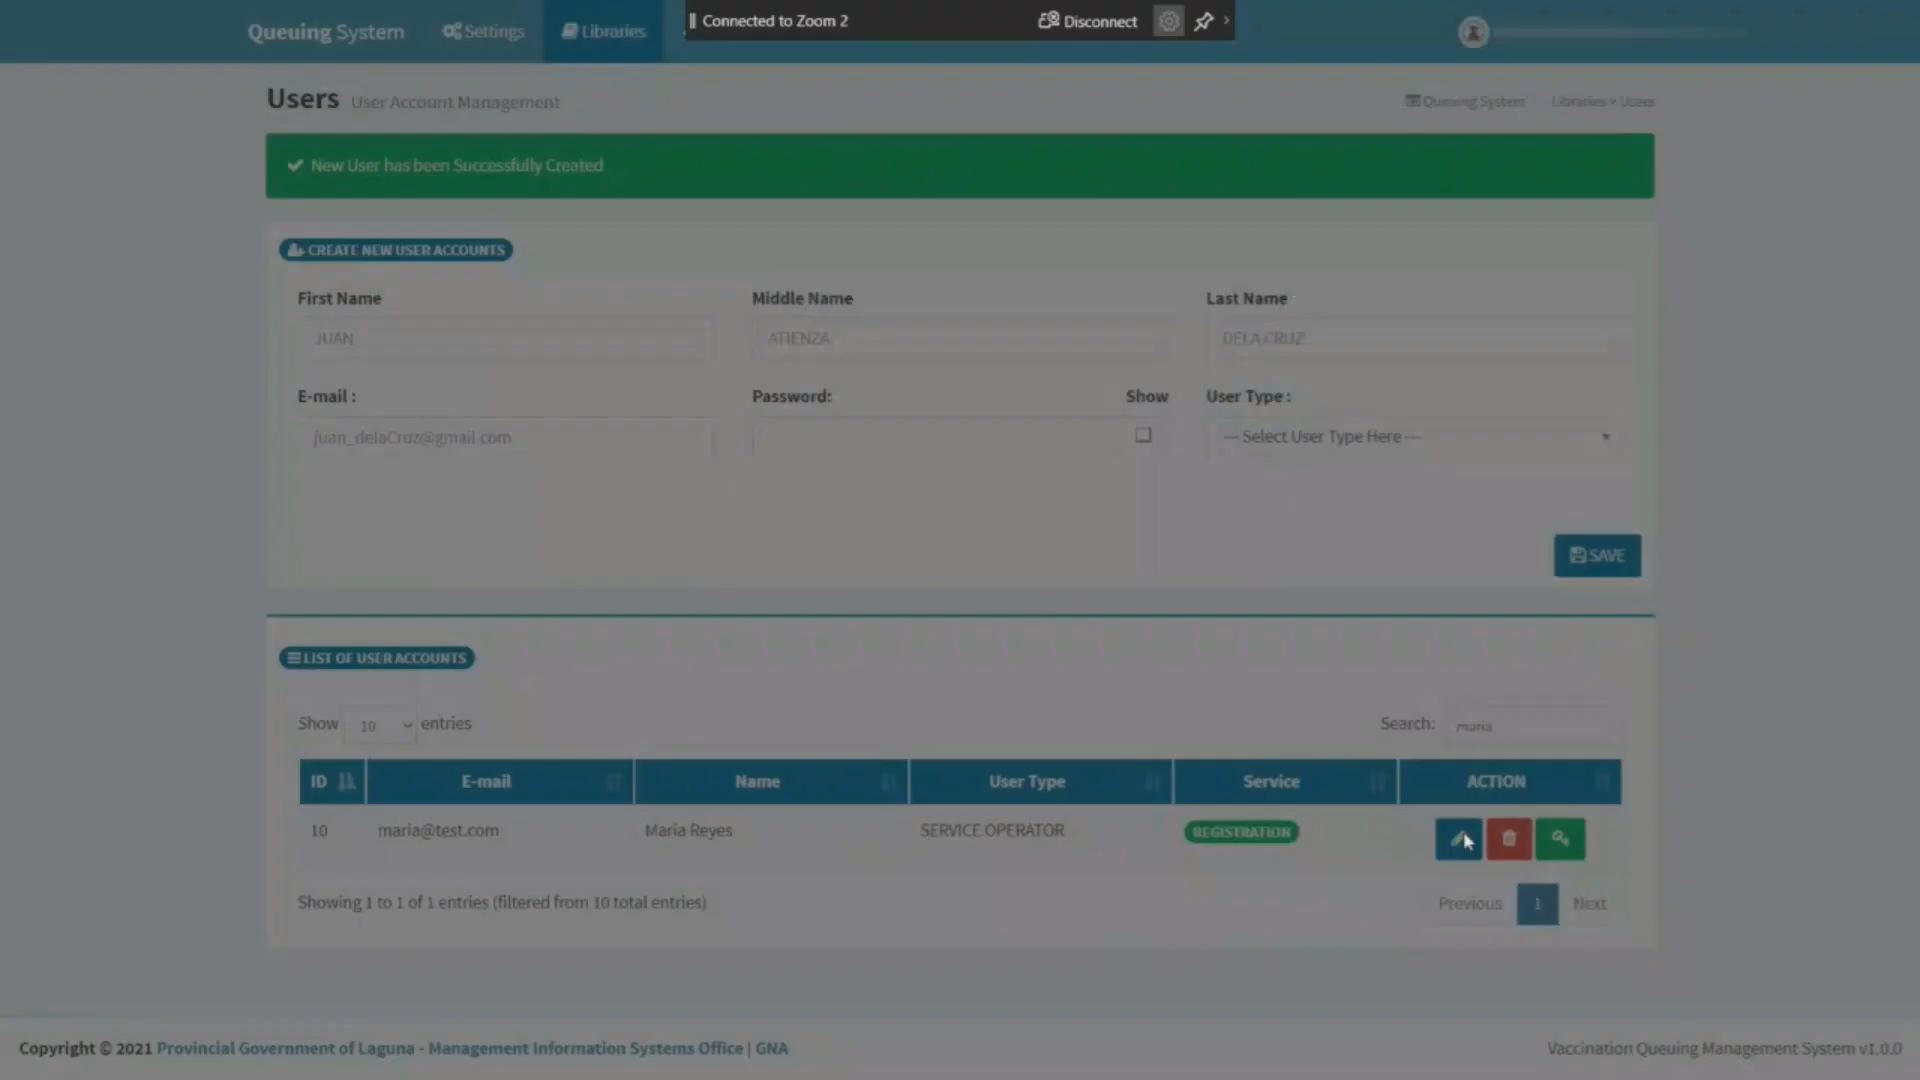 Queuing System Settings Libraries
Connected to Zoom 2 Disconnect
Users User Account Management
Queuing System Libraries > Users
New User has been Successfully Created
CREATE NEW USER ACCOUNTS
First Name Middle Name Last Name
JUAN ATIENZA DELA CRUZ
E-mail : Password: Show User Type :
juan_delaCruz@gmail.com --- Select User Type Here ---
SAVE
LIST OF USER ACCOUNTS
Show 10 entries Search: maria
ID E-mail Name User Type Service ACTION
10 maria@test.com Maria Reyes SERVICE OPERATOR REGISTRATION
Showing 1 to 1 of 1 entries (filtered from 10 total entries) Previous 1 Next
Copyright © 2021 Provincial Government of Laguna - Management Information Systems Office | GNA Vaccination Queuing Management System v1.0.0